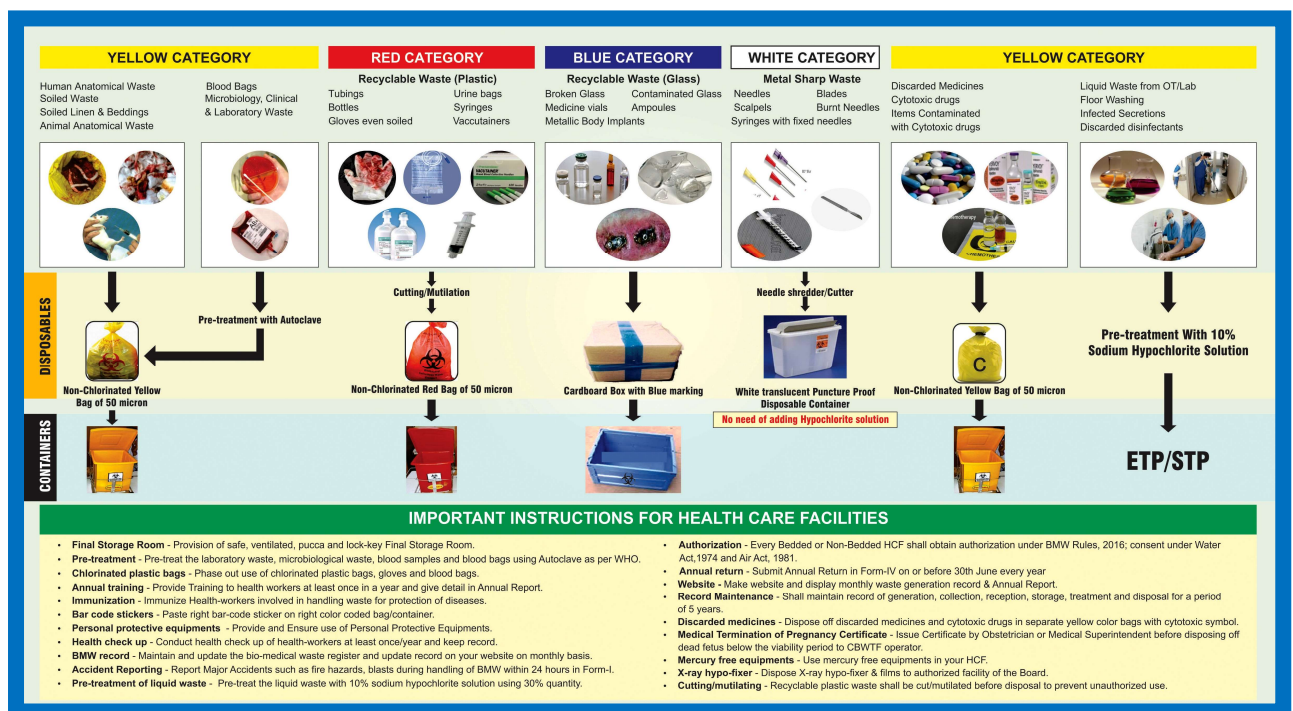 YELLOW CATEGORY
Human Anatomical Waste
Soiled Waste
Soiled Linen & Beddings
Animal Anatomical Waste
Blood Bags
Microbiology, Clinical
& Laboratory Waste
RED CATEGORY
Recyclable Waste (Plastic)
Tubings
Bottles
Gloves even soiled
Urine bags
Syringes
Vaccutainers
BLUE CATEGORY
Recyclable Waste (Glass)
Broken Glass
Medicine vials
Metallic Body Implants
Contaminated Glass
Ampoules
WHITE CATEGORY
Metal Sharp Waste
Needles
Scalpels
Syringes with fixed needles
Blades
Burnt Needles
YELLOW CATEGORY
Discarded Medicines
Cytotoxic drugs
Items Contaminated
with Cytotoxic drugs
Liquid Waste from OT/Lab
Floor Washing
Infected Secretions
Discarded disinfectants
VACUTAINER
DISPOSABLES
Pre-treatment with Autoclave
Non-Chlorinated Yellow
Bag of 50 micron
Cutting/Mutilation
Non-Chlorinated Red Bag of 50 micron
Cardboard Box with Blue marking
Needle shredder/Cutter
White translucent Puncture Proof
Disposable Container
No need of adding Hypochlorite solution
C
Non-Chlorinated Yellow Bag of 50 micron
Pre-treatment With 10%
Sodium Hypochlorite Solution
CONTAINERS
ETP/STP
IMPORTANT INSTRUCTIONS FOR HEALTH CARE FACILITIES
• Final Storage Room - Provision of safe, ventilated, pucca and lock-key Final Storage Room.
• Pre-treatment - Pre-treat the laboratory waste, microbiological waste, blood samples and blood bags using Autoclave as per WHO.
• Chlorinated plastic bags - Phase out use of chlorinated plastic bags, gloves and blood bags.
• Annual training - Provide Training to health workers at least once in a year and give detail in Annual Report.
• Immunization - Immunize Health-workers involved in handling waste for protection of diseases.
• Bar code stickers - Paste right bar-code sticker on right color coded bag/container.
• Personal protective equipments - Provide and Ensure use of Personal Protective Equipments.
• Health check up - Conduct health check up of health-workers at least once/year and keep record.
• BMW record - Maintain and update the bio-medical waste register and update record on your website on monthly basis.
• Accident Reporting - Report Major Accidents such as fire hazards, blasts during handling of BMW within 24 hours in Form-I.
• Pre-treatment of liquid waste - Pre-treat the liquid waste with 10% sodium hypochlorite solution using 30% quantity.
• Authorization - Every Bedded or Non-Bedded HCF shall obtain authorization under BMW Rules, 2016; consent under Water
Act,1974 and Air Act, 1981.
• Annual return - Submit Annual Return in Form-IV on or before 30th June every year
• Website - Make website and display monthly waste generation record & Annual Report.
• Record Maintenance - Shall maintain record of generation, collection, reception, storage, treatment and disposal for a period
of 5 years.
• Discarded medicines - Dispose off discarded medicines and cytotoxic drugs in separate yellow color bags with cytotoxic symbol.
• Medical Termination of Pregnancy Certificate - Issue Certificate by Obstetrician or Medical Superintendent before disposing off
dead fetus below the viability period to CBWTF operator.
• Mercury free equipments - Use mercury free equipments in your HCF.
• X-ray hypo-fixer - Dispose X-ray hypo-fixer & films to authorized facility of the Board.
• Cutting/mutilating - Recyclable plastic waste shall be cut/mutilated before disposal to prevent unauthorized use.